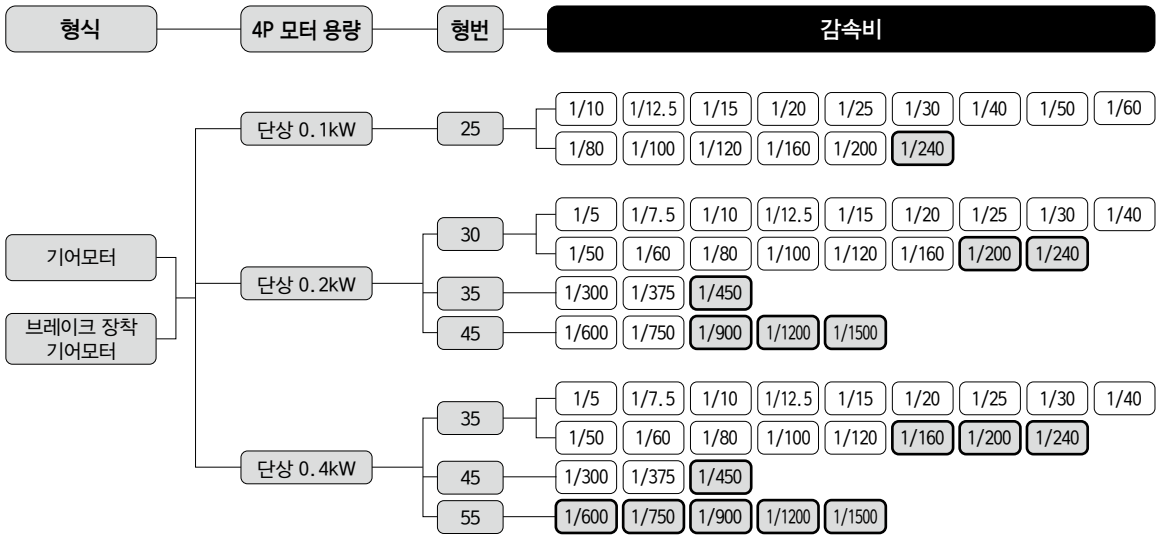 형식 4P 모터 용량 형번 감속비
단상 0.1kW 25
1/10 1/12.5 1/15 1/20 1/25 1/30 1/40 1/50 1/60
1/80 1/100 1/120 1/160 1/200 1/240
기어모터
브레이크 장착
기어모터
단상 0.2kW
30
1/5 1/7.5 1/10 1/12.5 1/15 1/20 1/25 1/30 1/40
1/50 1/60 1/80 1/100 1/120 1/160 1/200 1/240
35 1/300 1/375 1/450
45 1/600 1/750 1/900 1/1200 1/1500
단상 0.4kW
35
1/5 1/7.5 1/10 1/12.5 1/15 1/20 1/25 1/30 1/40
1/50 1/60 1/80 1/100 1/120 1/160 1/200 1/240
45 1/300 1/375 1/450
55 1/600 1/750 1/900 1/1200 1/1500